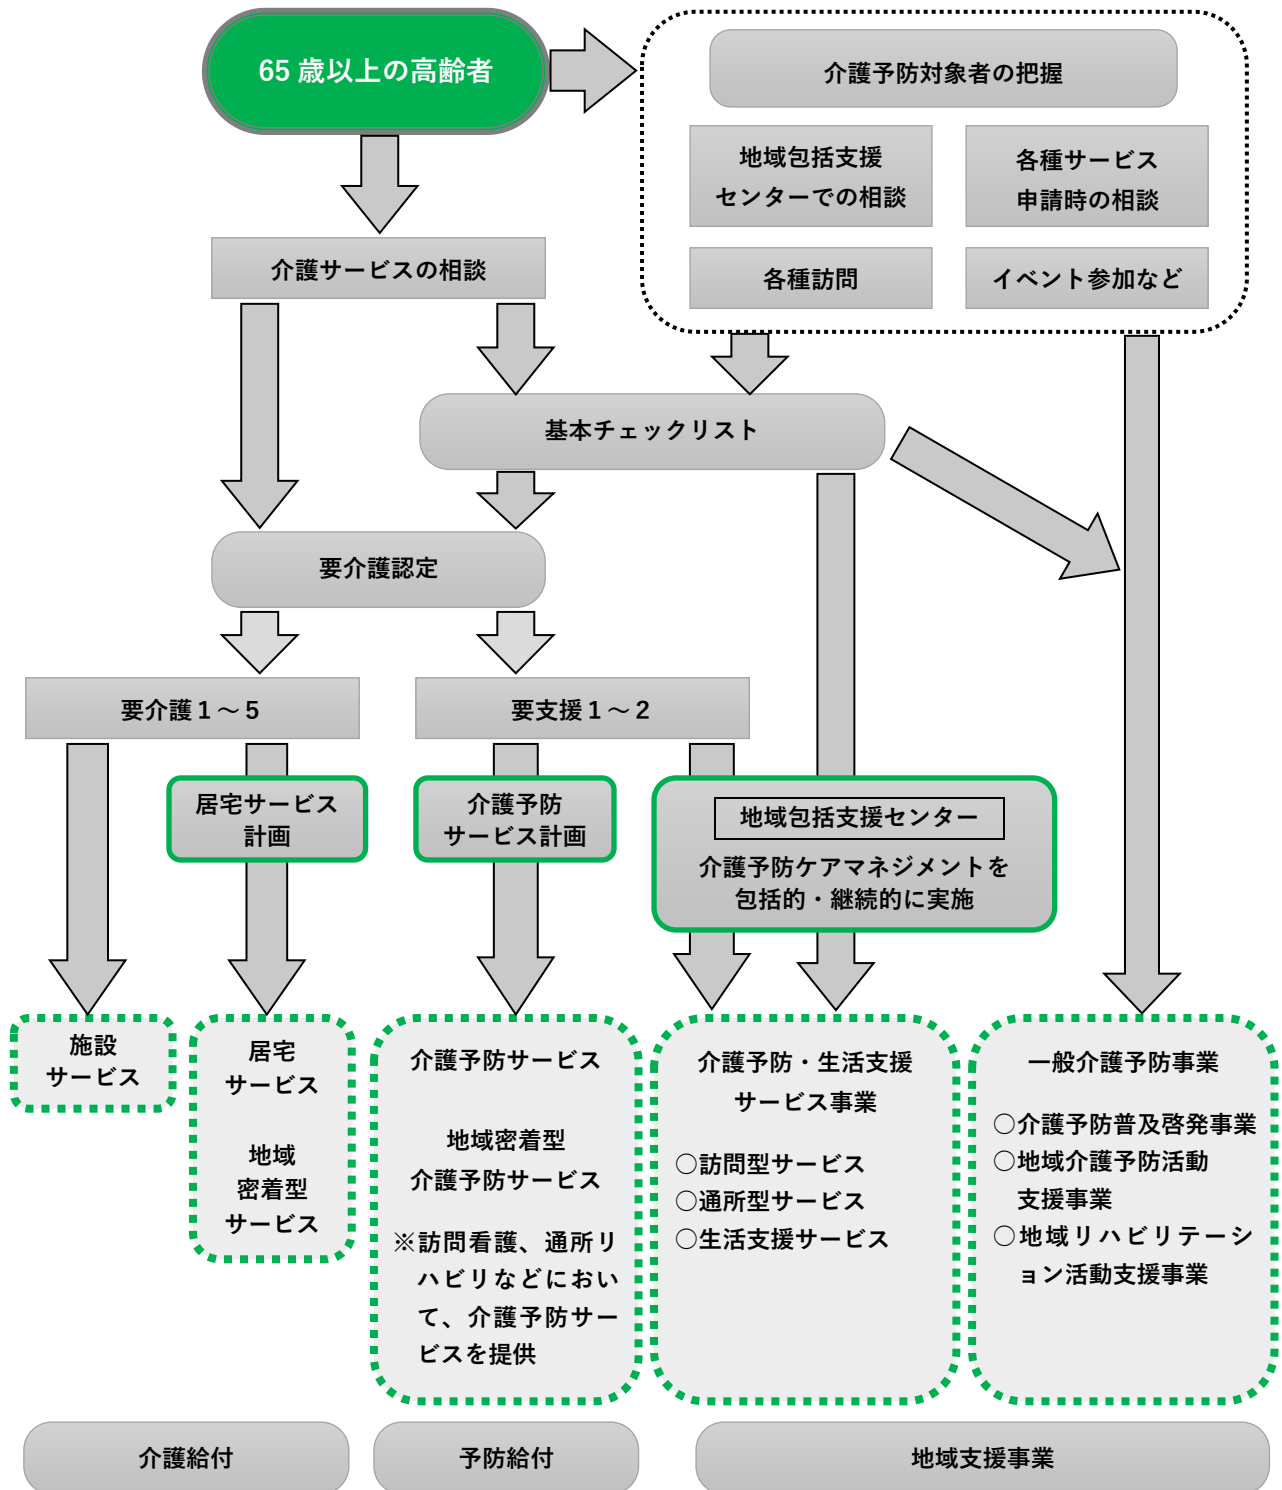 65 歳以上の高齢者
介護予防対象者の把握
地域包括支援
センターでの相談
各種サービス
申請時の相談
各種訪問
イベント参加など
介護サービスの相談
基本チェックリスト
要介護認定
要介護１～５
要支援１～２
居宅サービス
計画
介護予防
サービス計画
地域包括支援センター
介護予防ケアマネジメントを
包括的・継続的に実施
施設
サービス
居宅
サービス
地域
密着型
サービス
介護予防サービス
地域密着型
介護予防サービス
※訪問看護、通所リ
ハビリなどにおい
て、介護予防サー
ビスを提供
介護予防・生活支援
サービス事業
○訪問型サービス
○通所型サービス
○生活支援サービス
一般介護予防事業
○介護予防普及啓発事業
○地域介護予防活動
支援事業
○地域リハビリテーシ
ョン活動支援事業
介護給付
予防給付
地域支援事業